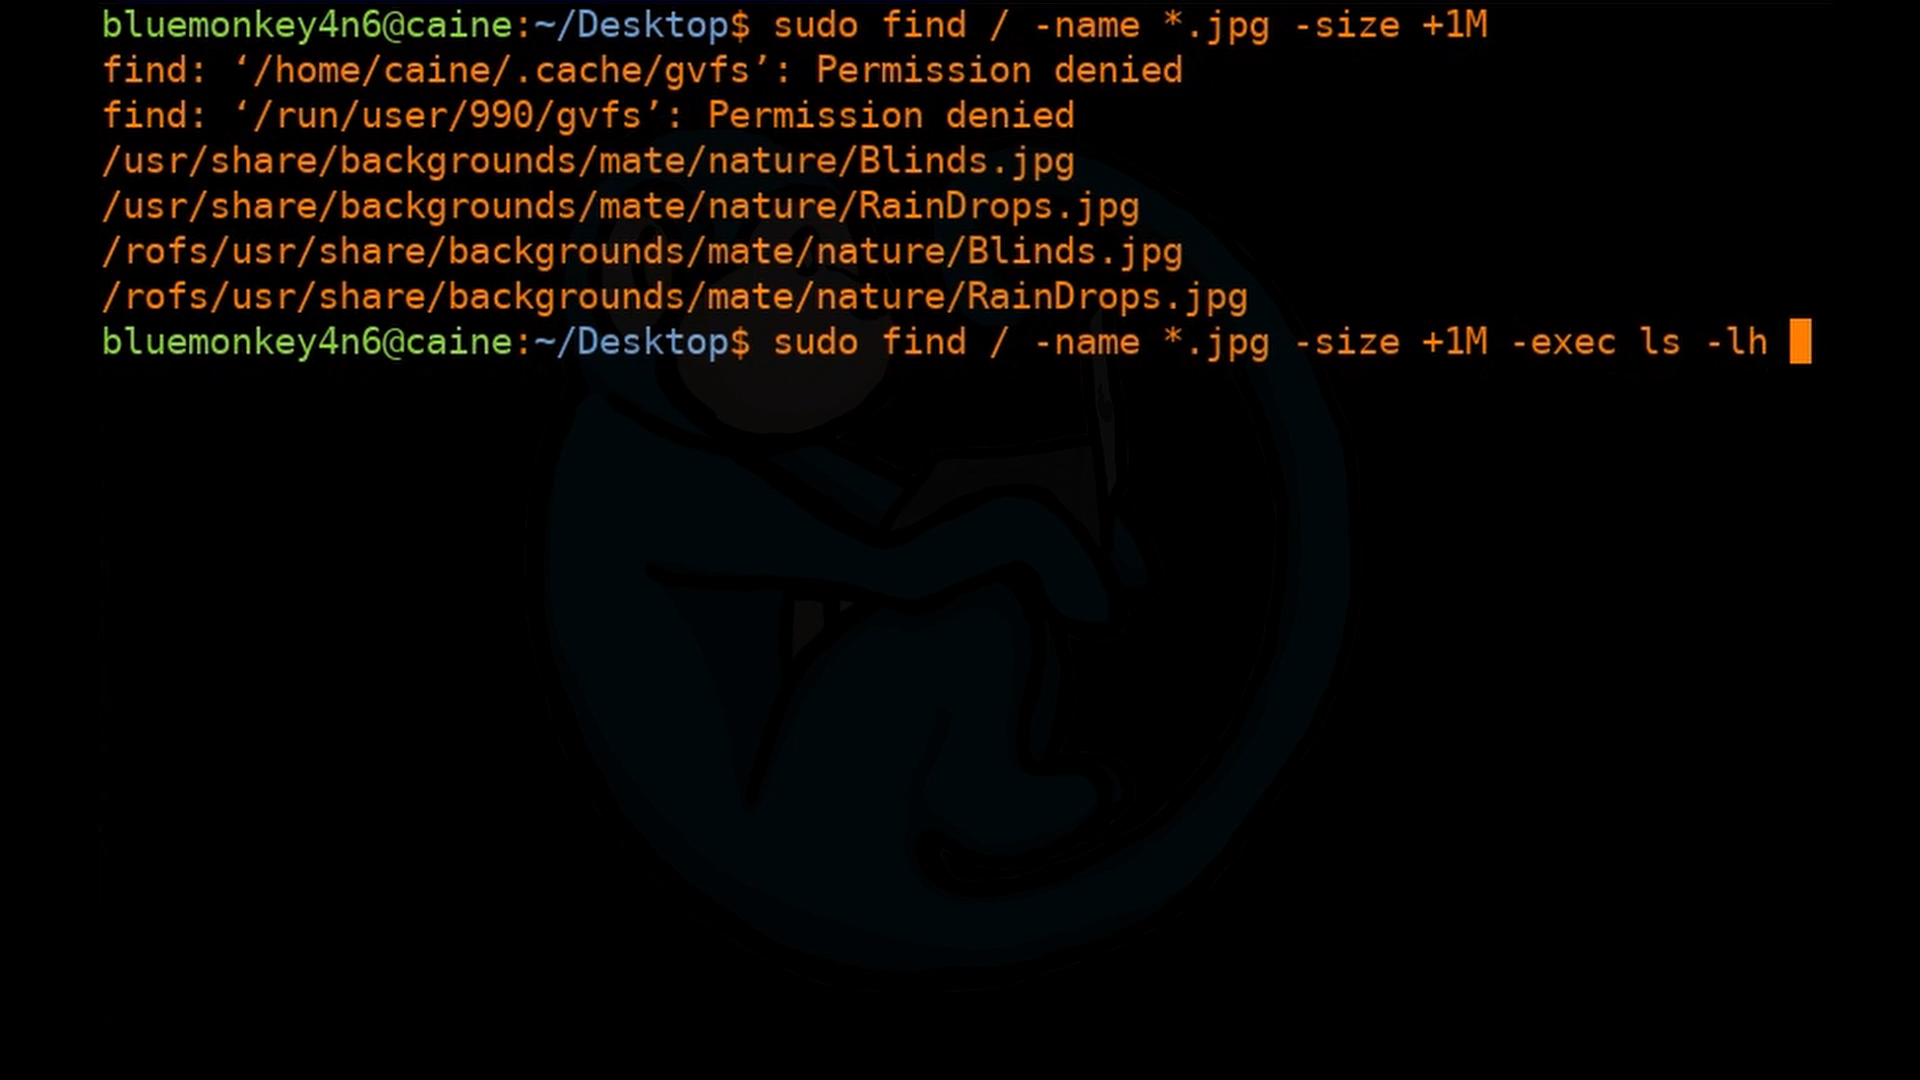 bluemonkey4n6@caine:~/Desktop$ sudo find / -name *.jpg -size +1M
find: ‘/home/caine/.cache/gvfs’: Permission denied
find: ‘/run/user/990/gvfs’: Permission denied
/usr/share/backgrounds/mate/nature/Blinds.jpg
/usr/share/backgrounds/mate/nature/RainDrops.jpg
/rofs/usr/share/backgrounds/mate/nature/Blinds.jpg
/rofs/usr/share/backgrounds/mate/nature/RainDrops.jpg
bluemonkey4n6@caine:~/Desktop$ sudo find / -name *.jpg -size +1M -exec ls -lh